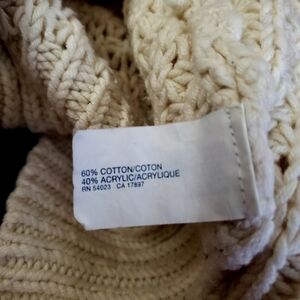 60% COTTON/COTON
40% ACRYLIC/ACRYLIQUE
RN 54023 CA 17897